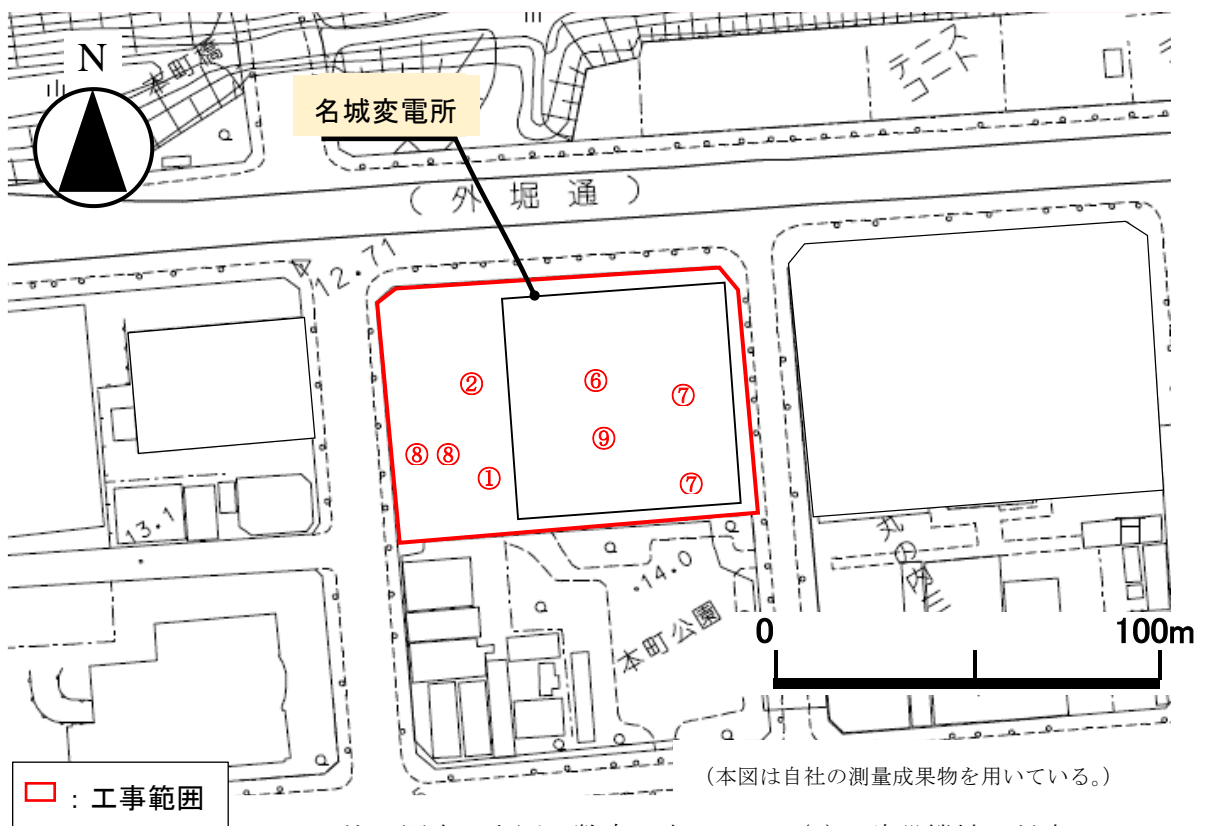 本町橋
N
テニス
コート
名城変電所
(外堀通)
12.71
②
⑥
⑦
⑧⑧
⑨
①
⑦
13.1
.14.0
丸の内
本町公園
0 100m
(本図は自社の測量成果物を用いている。)
：工事範囲